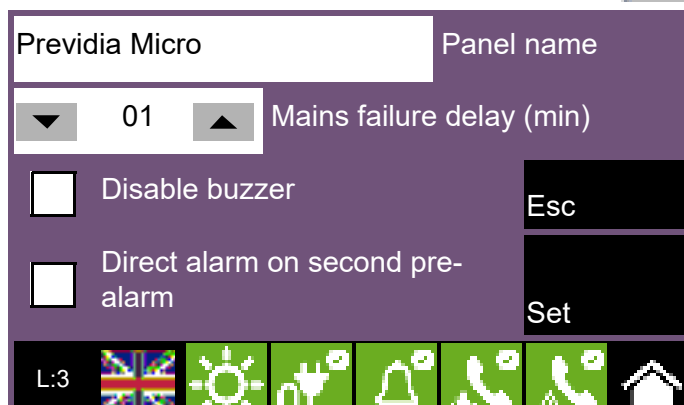 Previdia Micro Panel name
01 Mains failure delay (min)
Disable buzzer
Esc
Direct alarm on second pre-
alarm
Set
L:3